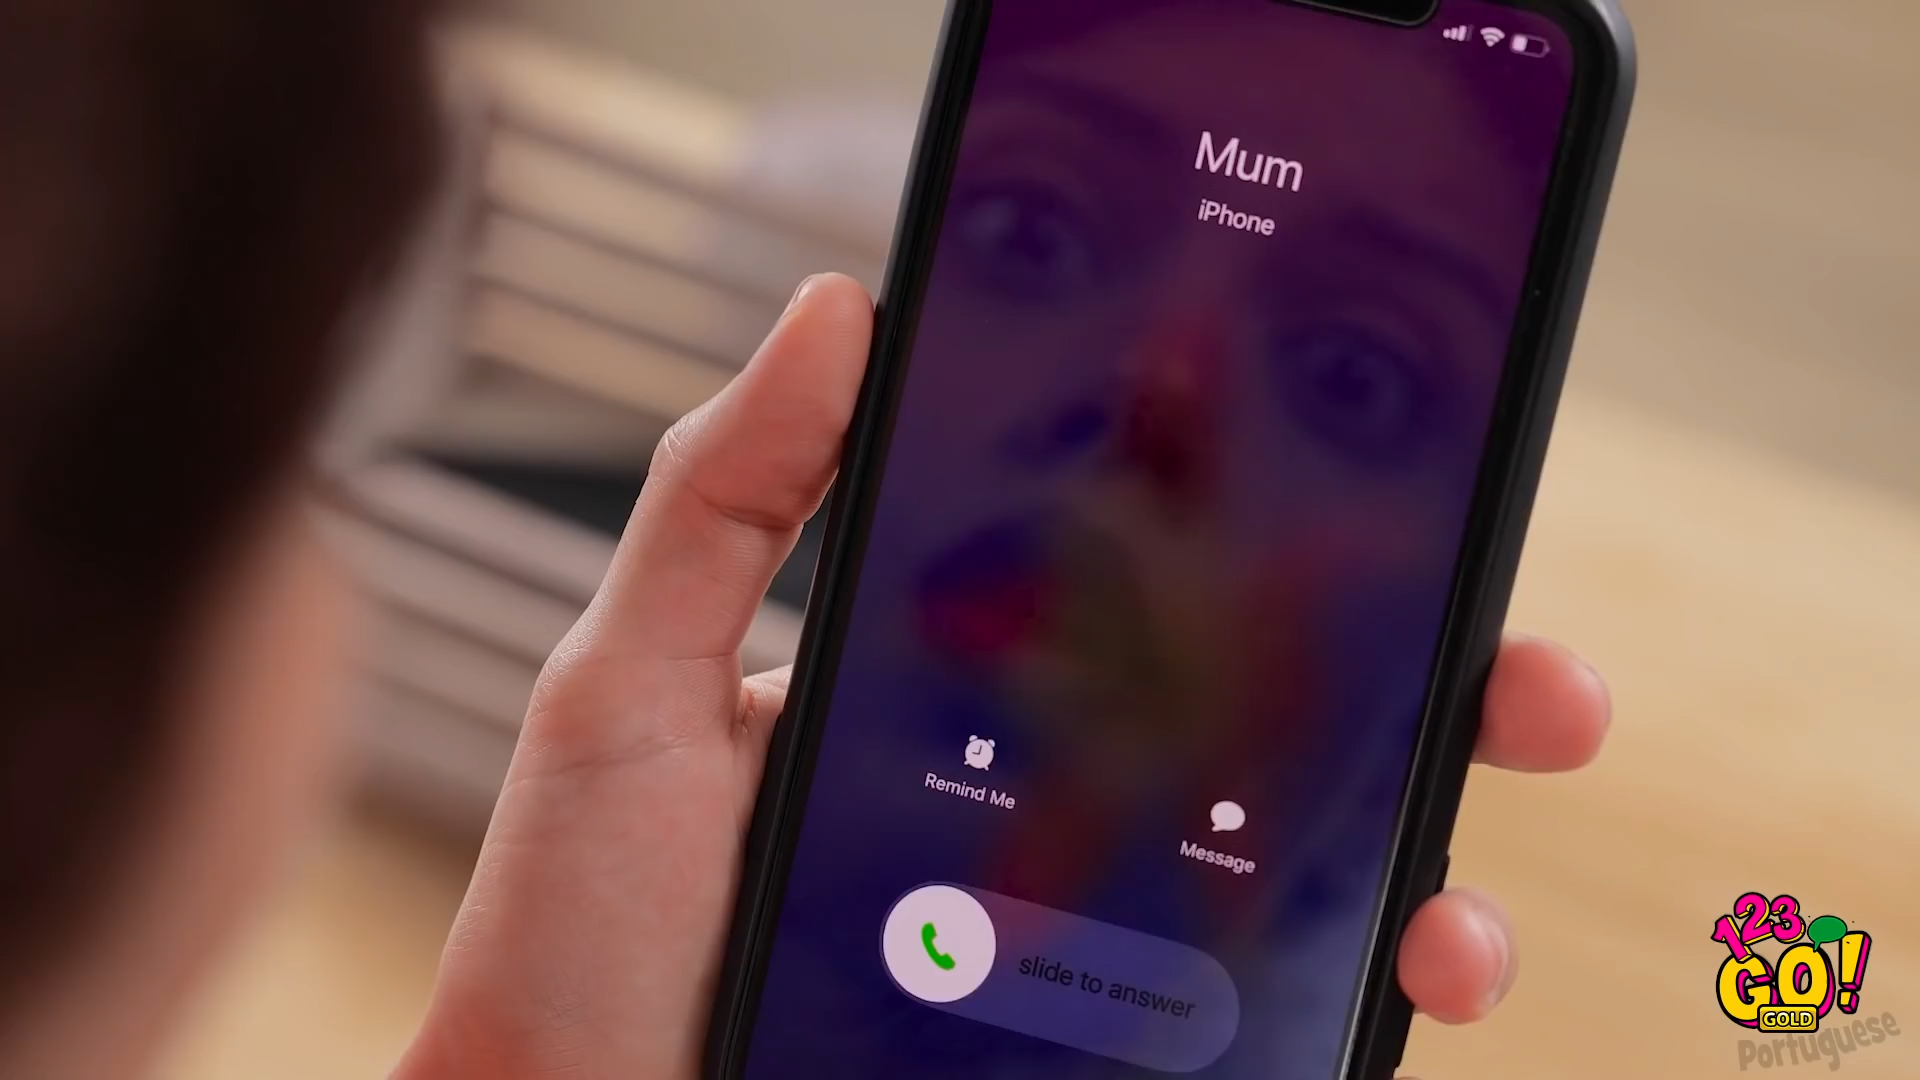 Mum
iPhone
Remind Me
Message
slide to answer
123
GO!
GOLD
Portuguese